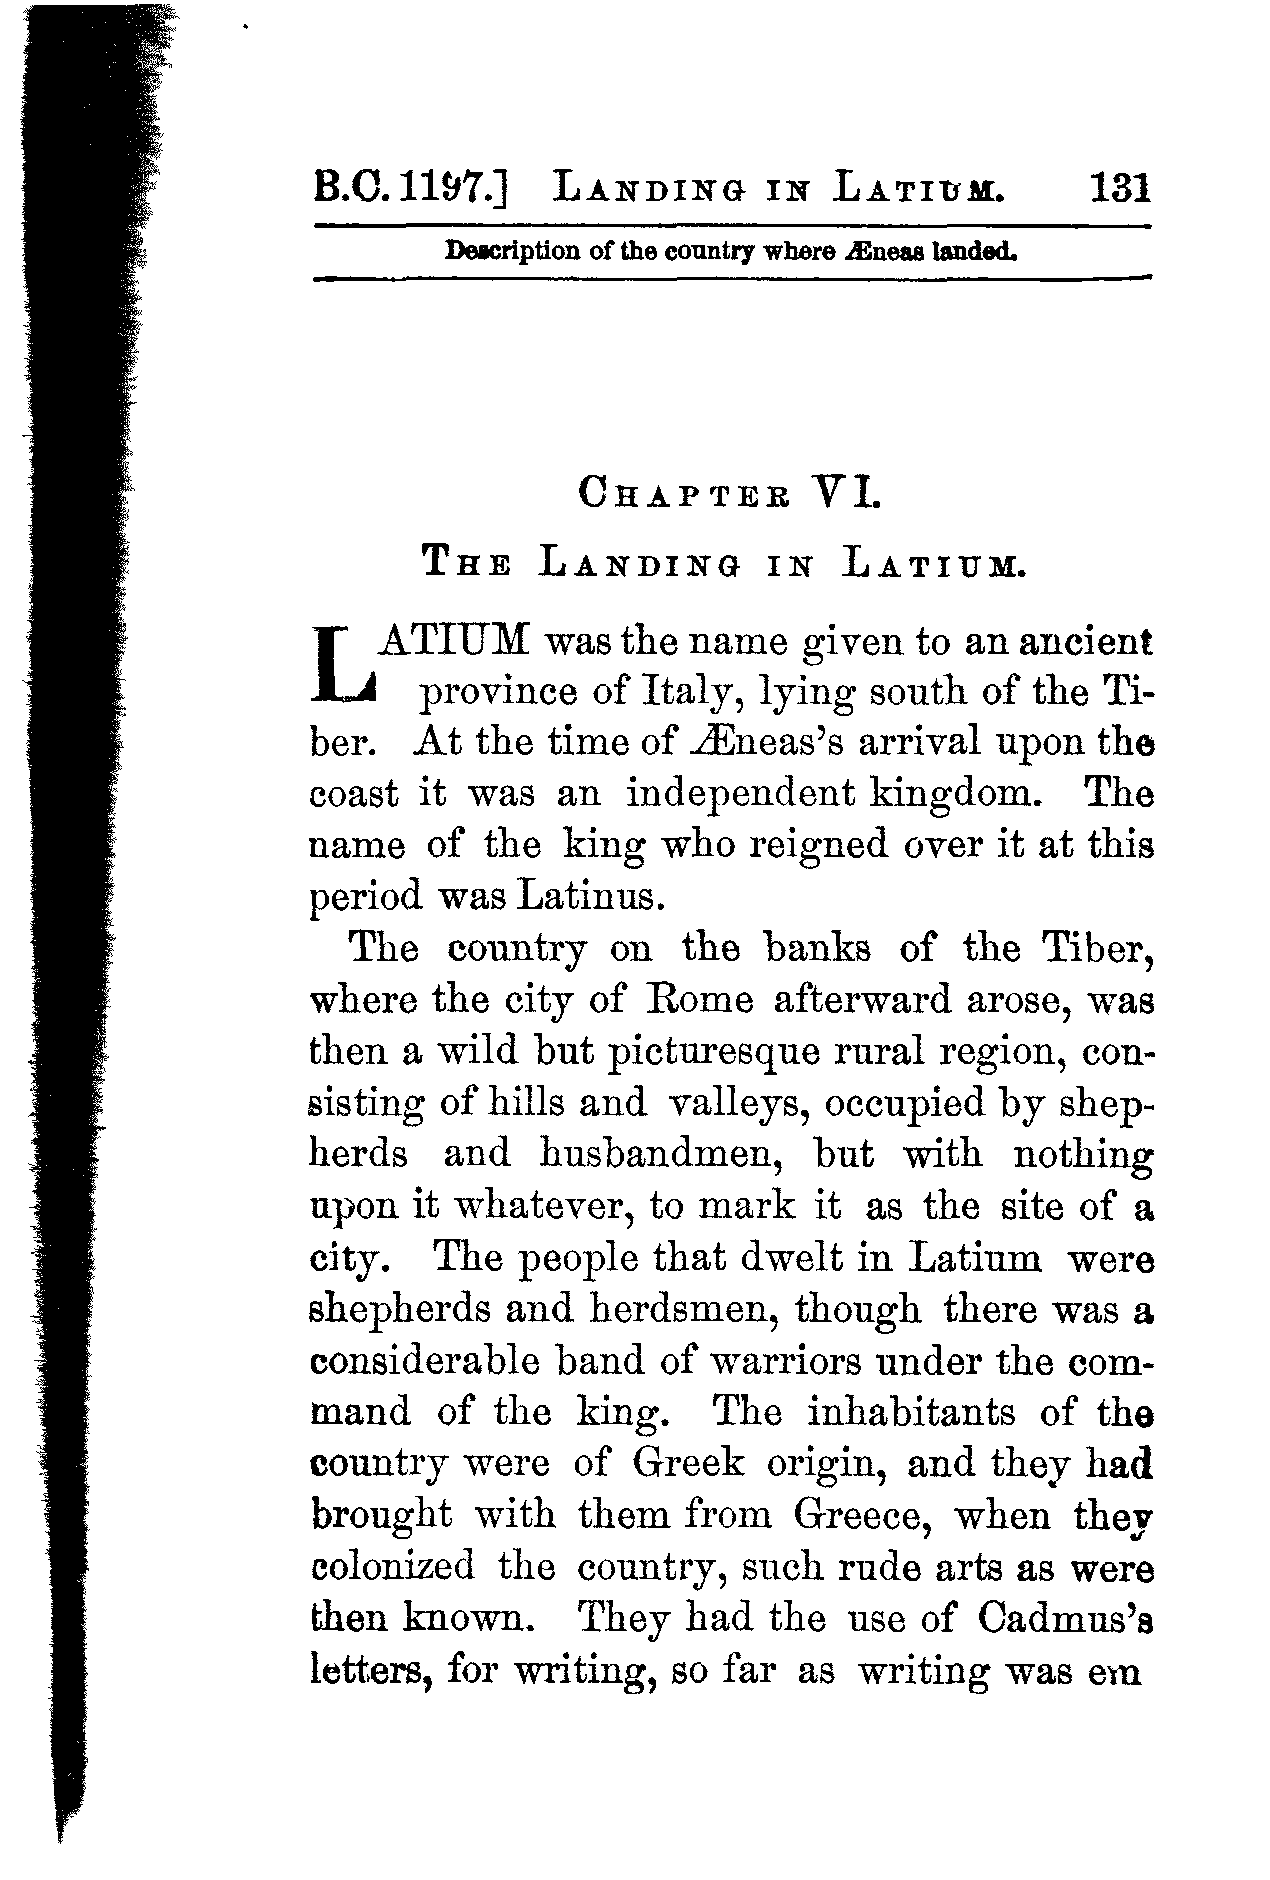 B.C. 1197.] LANDING IN LATIUM. 131
Description of the country where Æneas landed.
CHAPTER VI.
THE LANDING IN LATIUM.
LATIUM was the name given to an ancient
province of Italy, lying south of the Ti-
ber. At the time of Æneas's arrival upon the
coast it was an independent kingdom. The
name of the king who reigned over it at this
period was Latinus.
The country on the banks of the Tiber,
where the city of Rome afterward arose, was
then a wild but picturesque rural region, con-
sisting of hills and valleys, occupied by shep-
herds and husbandmen, but with nothing
upon it whatever, to mark it as the site of a
city. The people that dwelt in Latium were
shepherds and herdsmen, though there was a
considerable band of warriors under the com-
mand of the king. The inhabitants of the
country were of Greek origin, and they had
brought with them from Greece, when they
colonized the country, such rude arts as were
then known. They had the use of Cadmus's
letters, for writing, so far as writing was em